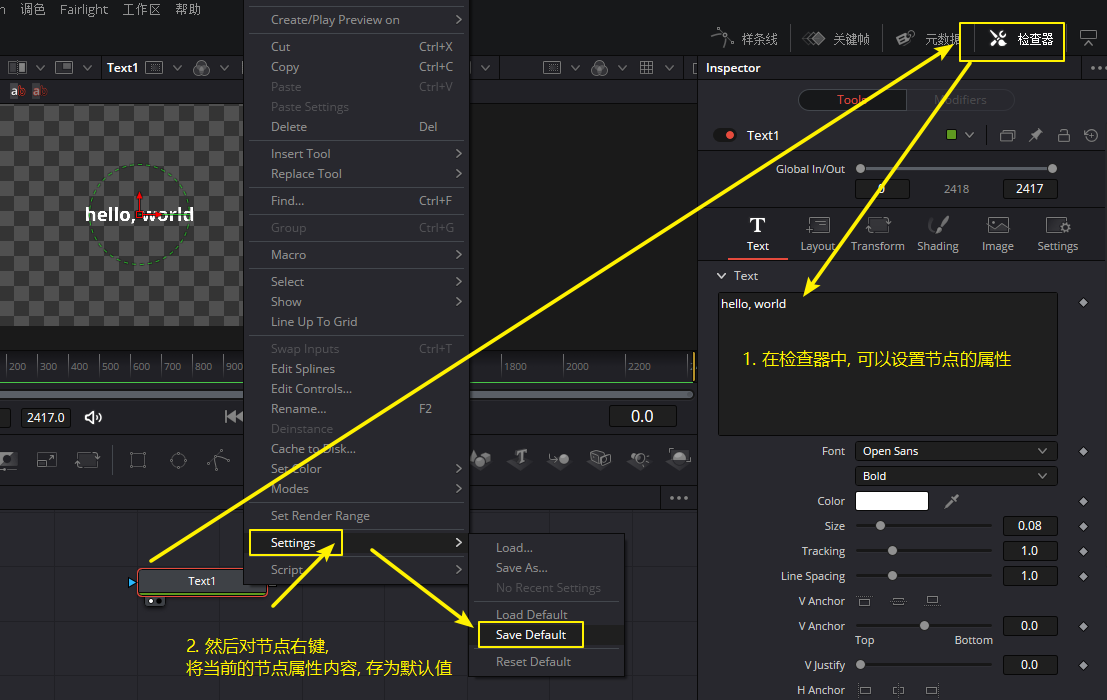 n 调色 Fairlight 工作区 帮助
Create/Play Preview on
样条线 关键帧 元数据 检查器
Cut Ctrl+X
Text1
Copy Ctrl+C
Inspector
Paste Ctrl+V
Paste Settings
Tools Modifiers
Delete Del
Text1
Insert Tool
Replace Tool
Global In/Out
0 2418 2417
Find... Ctrl+F
hello, world
Group Ctrl+G
Text Layout Transform Shading Image Settings
Macro
Select
Text
Show
hello, world
Line Up To Grid
Swap Inputs Ctrl+T
1. 在检查器中, 可以设置节点的属性
200 300 400 500 600 700 800 900 1800 2000 2200
Edit Splines
Edit Controls...
Rename... F2
2417.0 0.0
Deinstance
Cache to Disk...
Font Open Sans
Set Color
Bold
Modes
Color
Set Render Range
Size 0.08
Settings
Tracking 1.0
Load...
Script
Save As...
Line Spacing 1.0
Text1
No Recent Settings
V Anchor
Load Default
V Anchor 0.0
Save Default
Top Bottom
2. 然后对节点右键,
将当前的节点属性内容, 存为默认值
Reset Default
V Justify 0.0
H Anchor